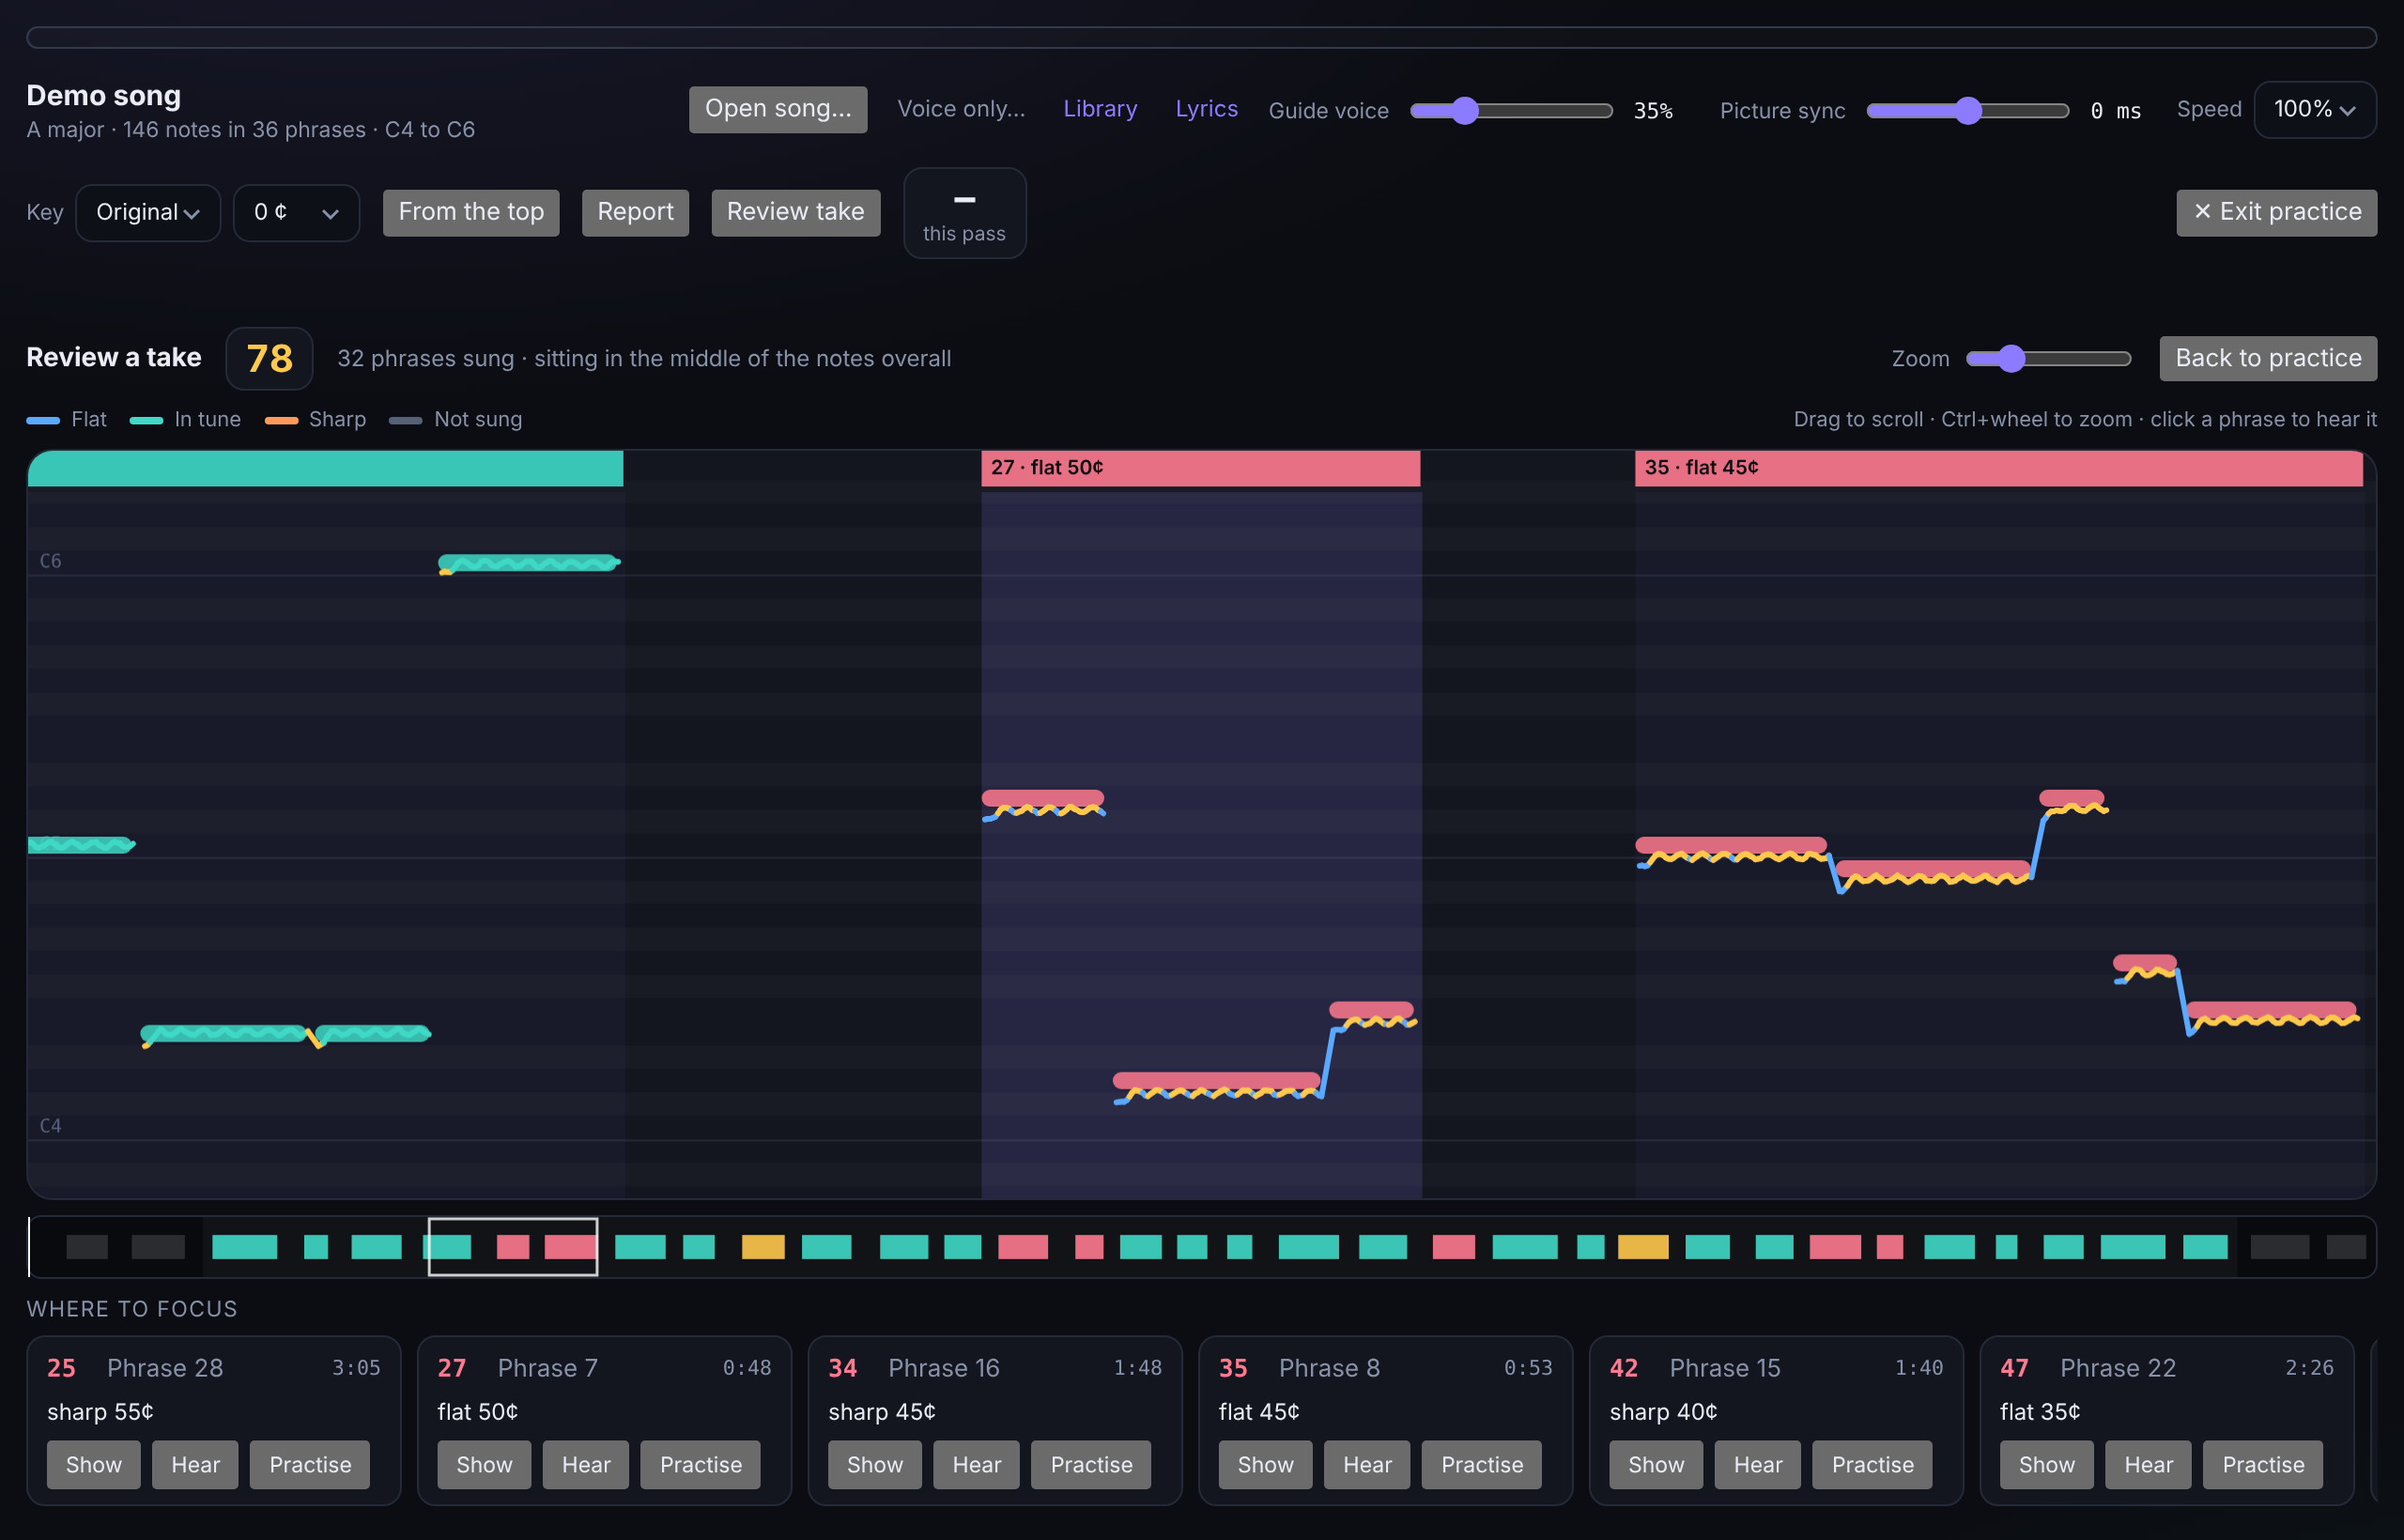 Demo song
A major · 146 notes in 36 phrases · C4 to C6
Open song...
Voice only...
Library
Lyrics
Guide voice
35%
Picture sync
0 ms
Speed
100%
Key
Original
0 ¢
From the top
Report
Review take
–
this pass
✕ Exit practice
Review a take
78
32 phrases sung · sitting in the middle of the notes overall
Zoom
Back to practice
Flat
In tune
Sharp
Not sung
Drag to scroll · Ctrl+wheel to zoom · click a phrase to hear it
27 · flat 50¢
35 · flat 45¢
C6
C4
WHERE TO FOCUS
25 Phrase 28 3:05
sharp 55¢
Show Hear Practise
27 Phrase 7 0:48
flat 50¢
Show Hear Practise
34 Phrase 16 1:48
sharp 45¢
Show Hear Practise
35 Phrase 8 0:53
flat 45¢
Show Hear Practise
42 Phrase 15 1:40
sharp 40¢
Show Hear Practise
47 Phrase 22 2:26
flat 35¢
Show Hear Practise